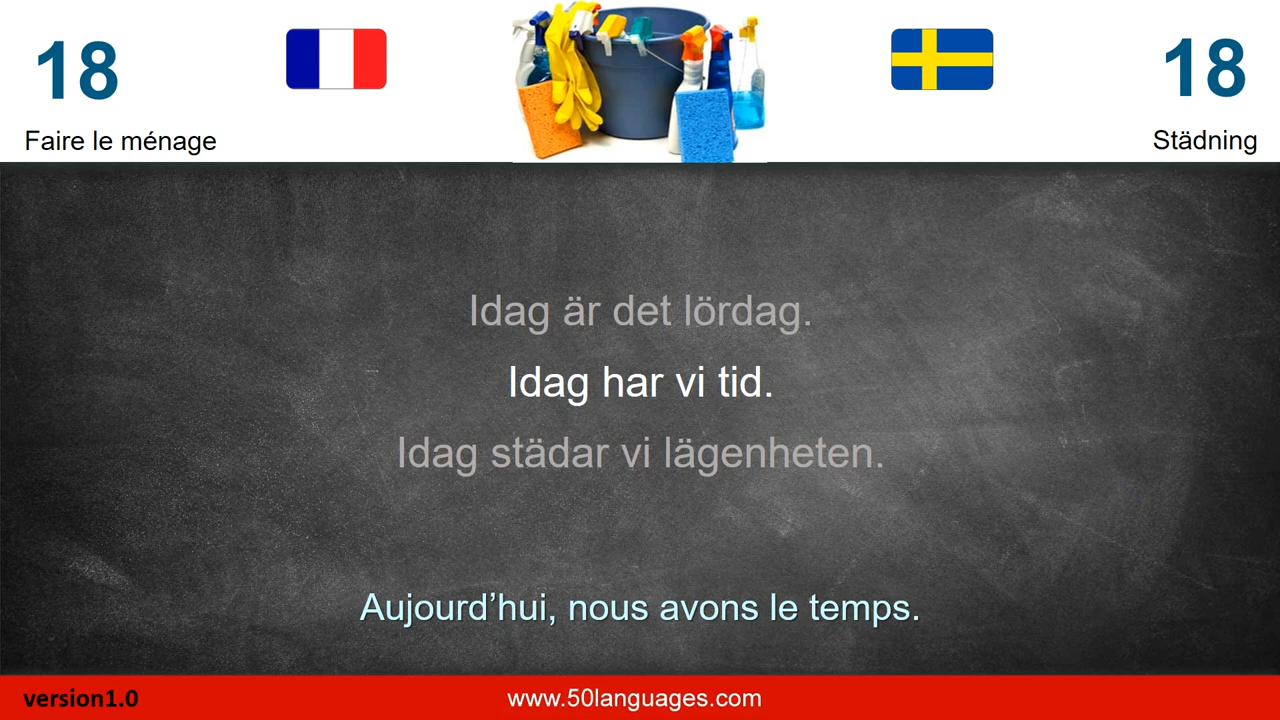 18
18
Faire le ménage
Städning
Idag är det lördag.
Idag har vi tid.
Idag städar vi lägenheten.
Aujourd’hui, nous avons le temps.
version1.0
www.50languages.com